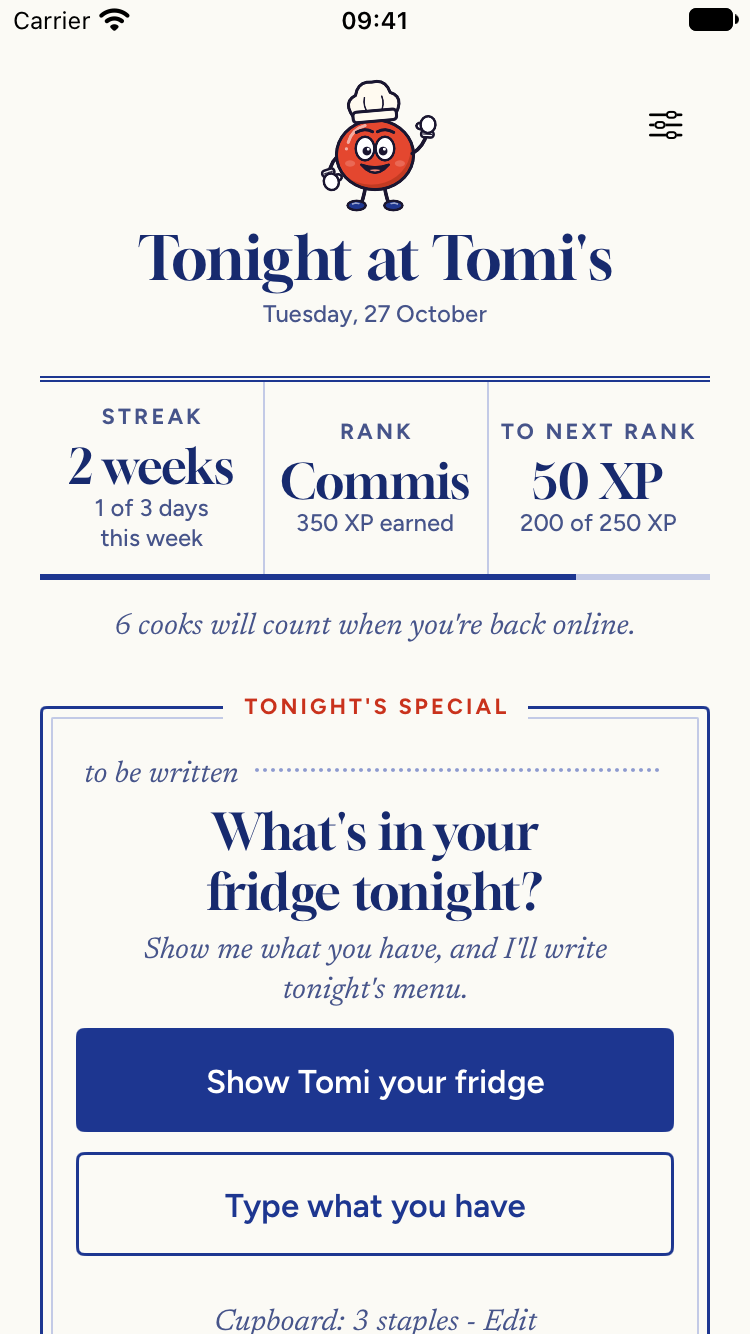 Carrier
09:41
Tonight at Tomi's
Tuesday, 27 October
STREAK
2 weeks
1 of 3 days
this week
RANK
Commis
350 XP earned
TO NEXT RANK
50 XP
200 of 250 XP
6 cooks will count when you're back online.
TONIGHT'S SPECIAL
to be written
What's in your
fridge tonight?
Show me what you have, and I'll write
tonight's menu.
Show Tomi your fridge
Type what you have
Cupboard: 3 staples - Edit